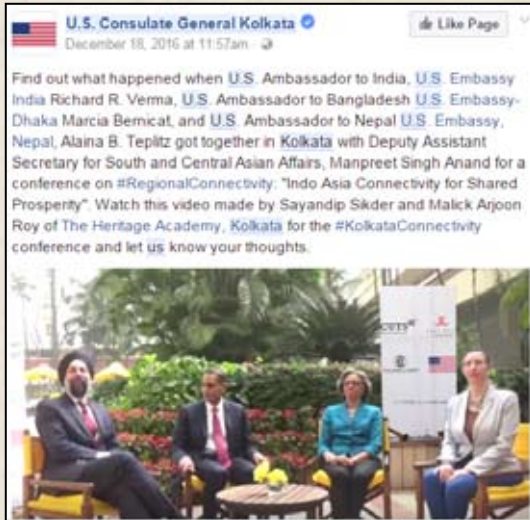 U.S. Consulate General Kolkata
Like Page
December 18, 2016 at 11:57am
Find out what happened when U.S. Ambassador to India, U.S. Embassy
India Richard R. Verma, U.S. Ambassador to Bangladesh U.S. Embassy-
Dhaka Marcia Bernicat, and U.S. Ambassador to Nepal U.S. Embassy,
Nepal, Alaina B. Teplitz got together in Kolkata with Deputy Assistant
Secretary for South and Central Asian Affairs, Manpreet Singh Anand for a
conference on #RegionalConnectivity: "Indo Asia Connectivity for Shared
Prosperity". Watch this video made by Sayandip Sikder and Malick Arjoon
Roy of The Heritage Academy, Kolkata for the #KolkataConnectivity
conference and let us know your thoughts.
CUTS